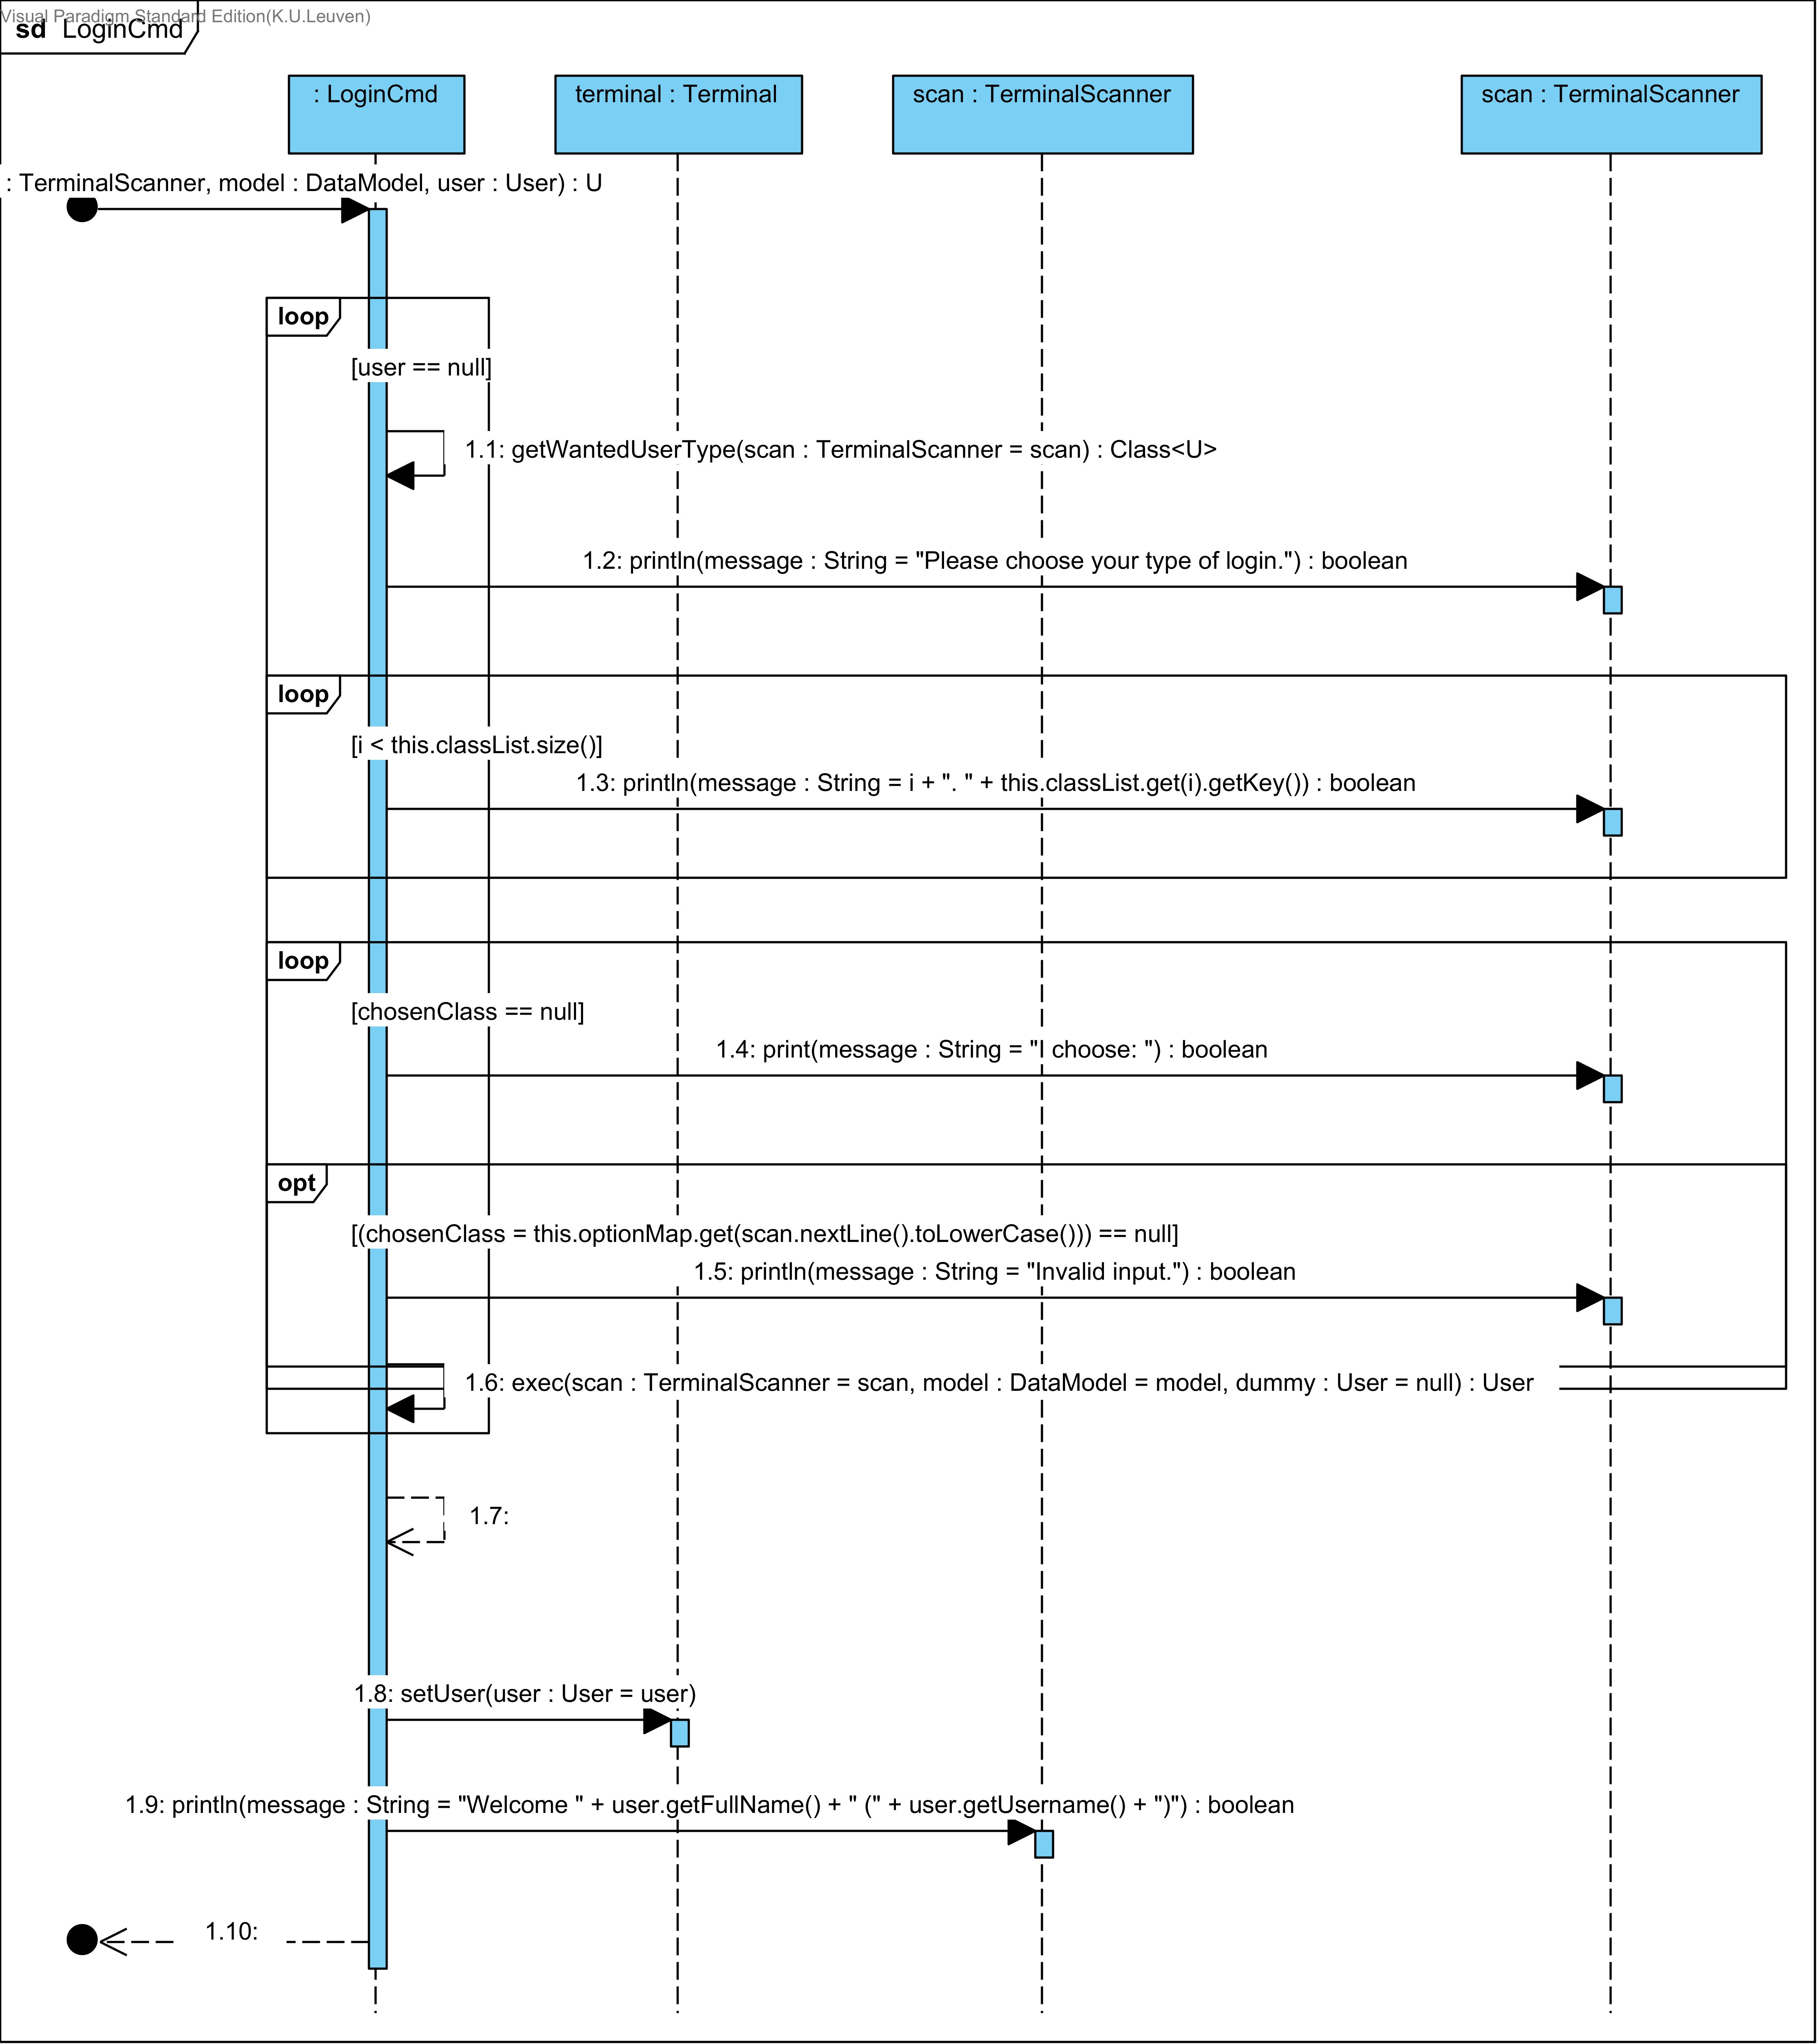 Visual Paradigm Standard Edition(K.U.Leuven)
sd LoginCmd
: LoginCmd
terminal : Terminal
scan : TerminalScanner
scan : TerminalScanner
: TerminalScanner, model : DataModel, user : User) : U
loop
[user == null]
1.1: getWantedUserType(scan : TerminalScanner = scan) : Class<U>
1.2: println(message : String = "Please choose your type of login.") : boolean
loop
[i < this.classList.size()]
1.3: println(message : String = i + ". " + this.classList.get(i).getKey()) : boolean
loop
[chosenClass == null]
1.4: print(message : String = "I choose: ") : boolean
opt
[(chosenClass = this.optionMap.get(scan.nextLine().toLowerCase())) == null]
1.5: println(message : String = "Invalid input.") : boolean
1.6: exec(scan : TerminalScanner = scan, model : DataModel = model, dummy : User = null) : User
1.7:
1.8: setUser(user : User = user)
1.9: println(message : String = "Welcome " + user.getFullName() + " (" + user.getUsername() + ")") : boolean
1.10: